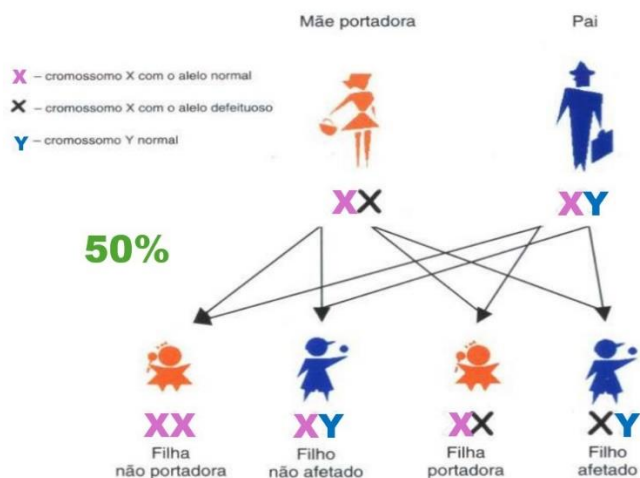 Mãe portadora
Pai
X – cromossomo X com o alelo normal
X – cromossomo X com o alelo defeituoso
Y – cromossomo Y normal
XX
XY
50%
XX
XY
XX
XY
Filha
não portadora
Filho
não afetado
Filha
portadora
Filho
afetado